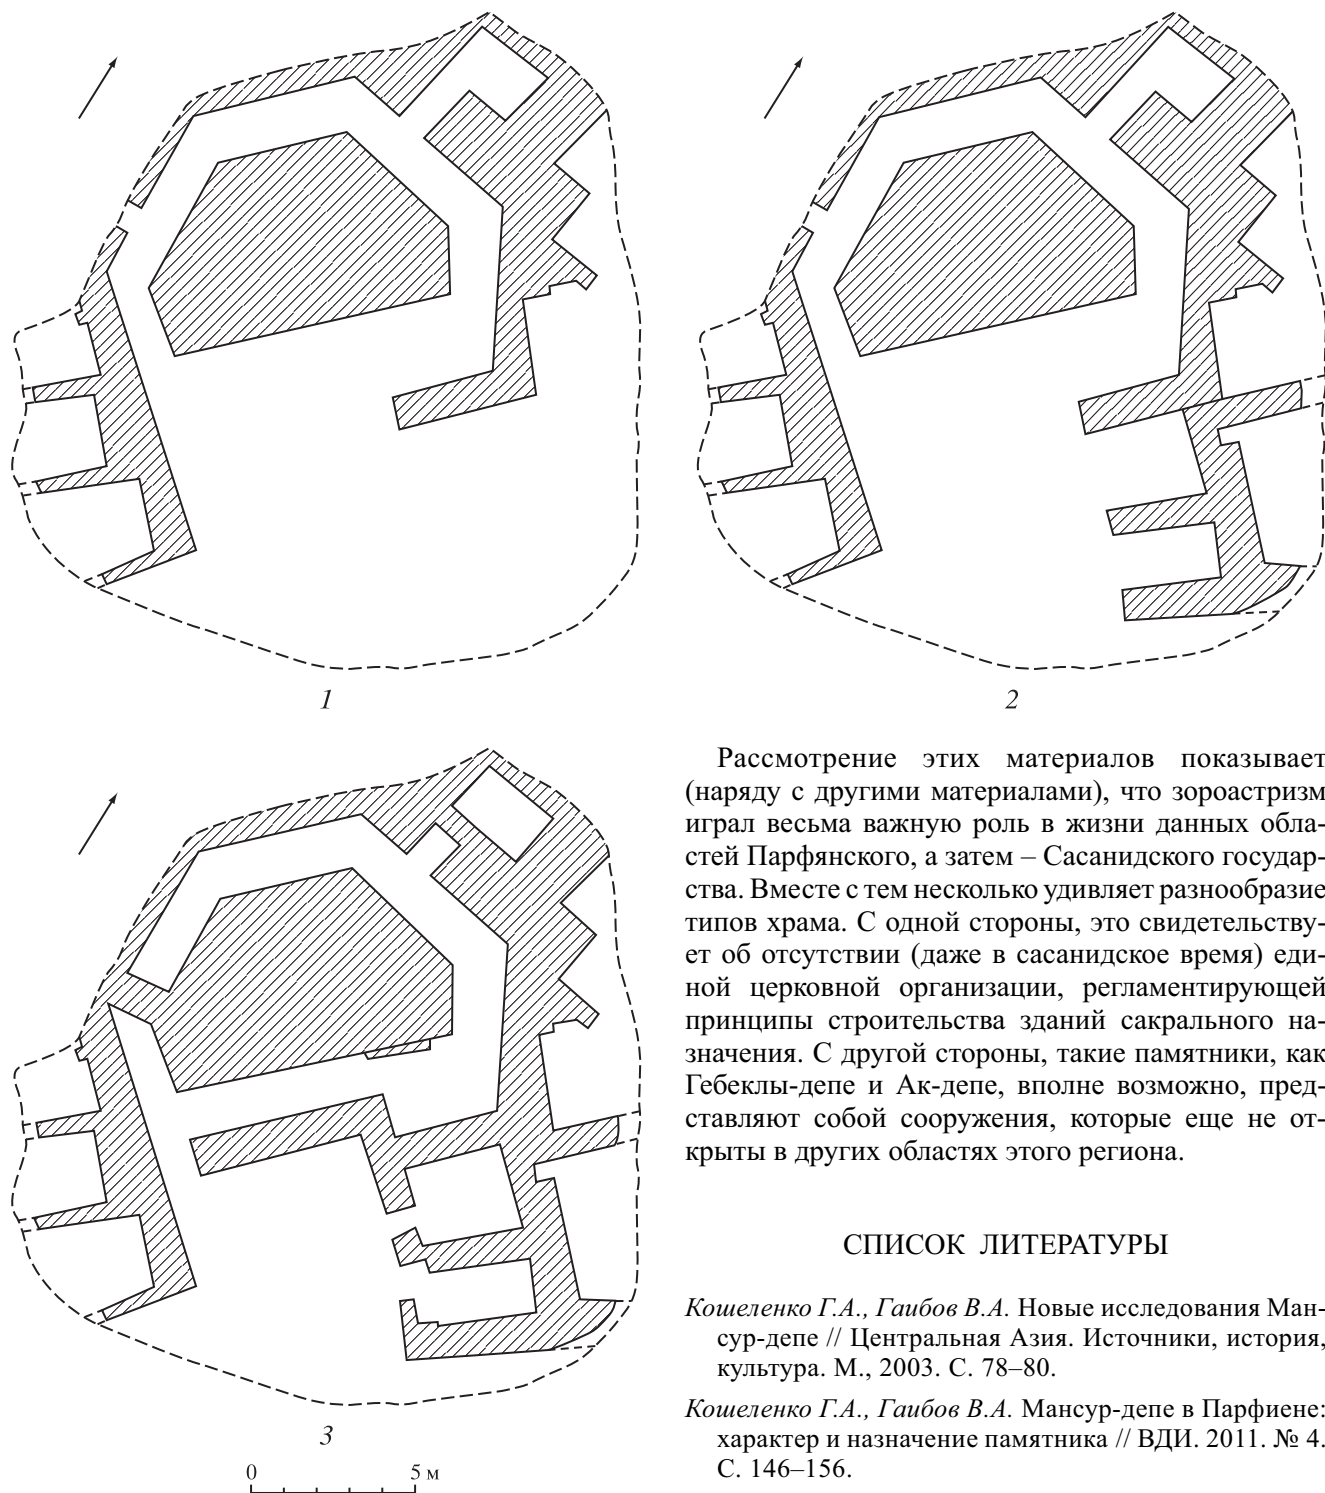 1
2
3
0 5 м
Рассмотрение этих материалов показывает
(наряду с другими материалами), что зороастризм
играл весьма важную роль в жизни данных обла-
стей Парфянского, а затем – Сасанидского государ-
ства. Вместе с тем несколько удивляет разнообразие
типов храма. С одной стороны, это свидетельству-
ет об отсутствии (даже в сасанидское время) еди-
ной церковной организации, регламентирующей
принципы строительства зданий сакрального на-
значения. С другой стороны, такие памятники, как
Гебеклы-депе и Ак-депе, вполне возможно, пред-
ставляют собой сооружения, которые еще не от-
крыты в других областях этого региона.
СПИСОК ЛИТЕРАТУРЫ
Кошеленко Г.А., Гаибов В.А. Новые исследования Ман-
сур-депе // Центральная Азия. Источники, история,
культура. М., 2003. С. 78–80.
Кошеленко Г.А., Гаибов В.А. Мансур-депе в Парфиене:
характер и назначение памятника // ВДИ. 2011. № 4.
С. 146–156.